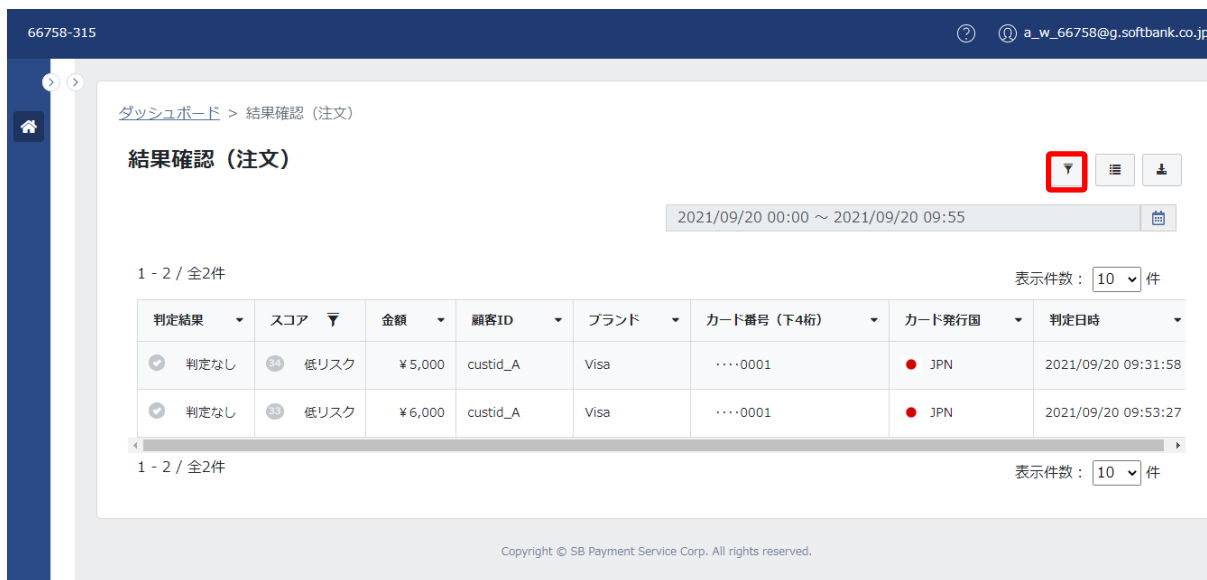 66758-315
a_w_66758@g.softbank.co.jp
ダッシュボード > 結果確認（注文）
結果確認（注文）
2021/09/20 00:00 ～ 2021/09/20 09:55
1 - 2 / 全2件
表示件数： 10 件
判定結果 スコア 金額 顧客ID ブランド カード番号（下4桁） カード発行国 判定日時
判定なし 34 低リスク ¥5,000 custid_A Visa ····0001 JPN 2021/09/20 09:31:58
判定なし 33 低リスク ¥6,000 custid_A Visa ····0001 JPN 2021/09/20 09:53:27
1 - 2 / 全2件
表示件数： 10 件
Copyright © SB Payment Service Corp. All rights reserved.